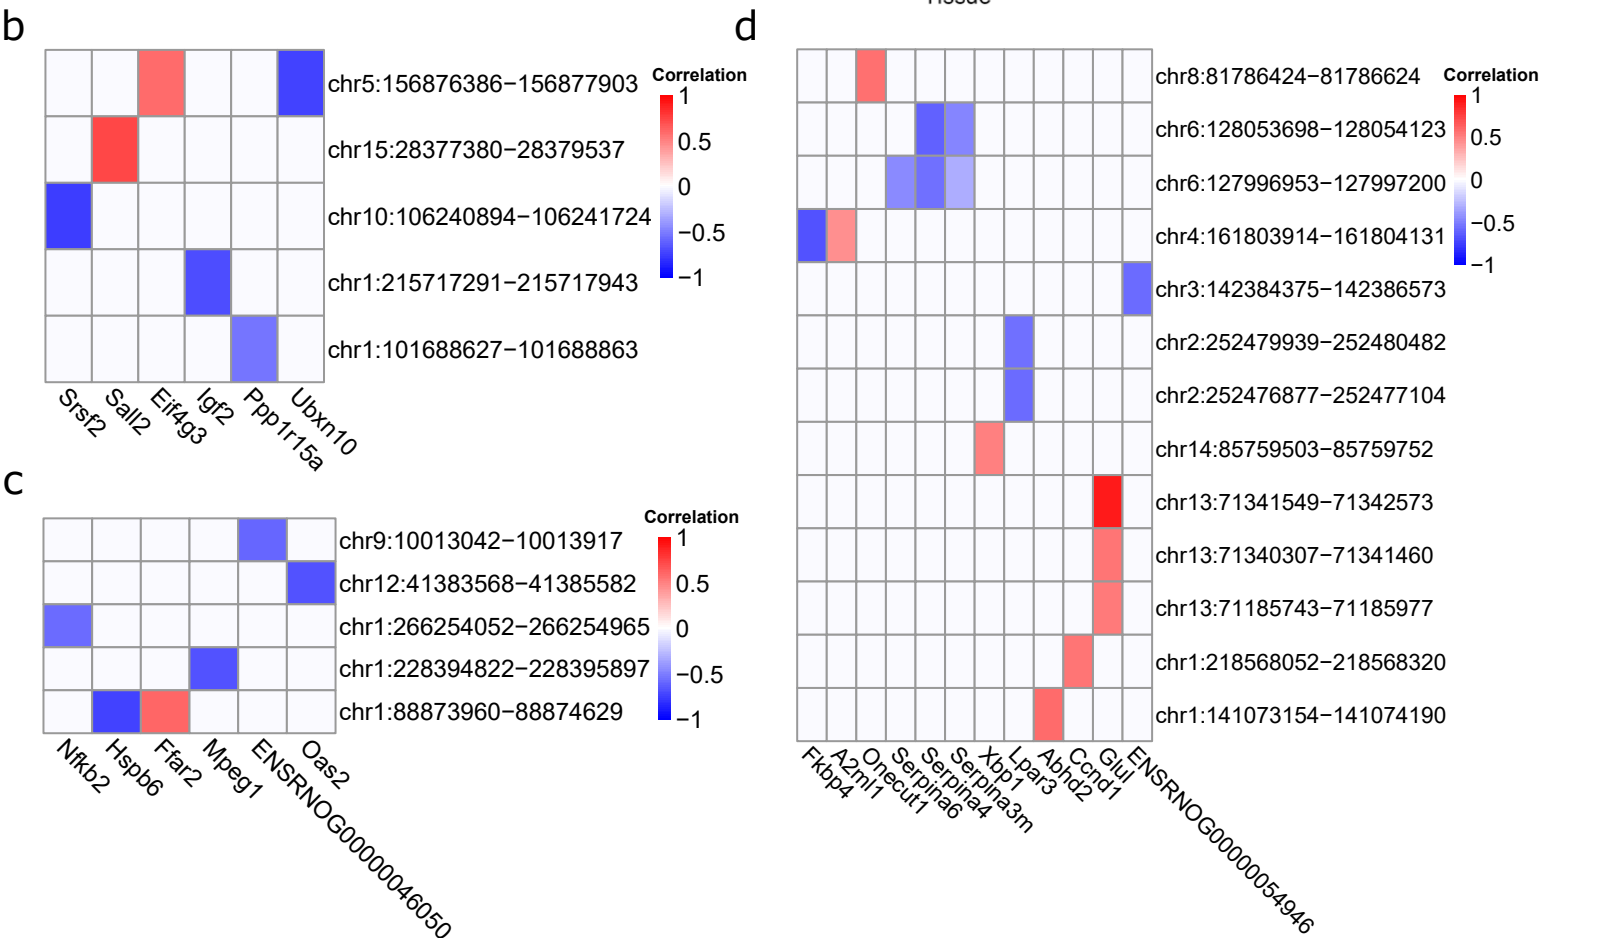 Tissue
b
chr5:156876386−156877903
chr15:28377380−28379537
chr10:106240894−106241724
chr1:215717291−215717943
chr1:101688627−101688863
Srsf2
Sall2
Eif4g3
Igf2
Ppp1r15a
Ubxn10
Correlation
1
0.5
0
−0.5
−1
c
chr9:10013042−10013917
chr12:41383568−41385582
chr1:266254052−266254965
chr1:228394822−228395897
chr1:88873960−88874629
Nfkb2
Hspb6
Ffar2
Mpeg1
ENSRNOG00000046050
Oas2
Correlation
1
0.5
0
−0.5
−1
d
chr8:81786424−81786624
chr6:128053698−128054123
chr6:127996953−127997200
chr4:161803914−161804131
chr3:142384375−142386573
chr2:252479939−252480482
chr2:252476877−252477104
chr14:85759503−85759752
chr13:71341549−71342573
chr13:71340307−71341460
chr13:71185743−71185977
chr1:218568052−218568320
chr1:141073154−141074190
Fkbp4
A2ml1
Onecut1
Serpina6
Serpina4
Serpina3m
Xbp1
Lpar3
Abhd2
Ccnd1
Glul
ENSRNOG00000054946
Correlation
1
0.5
0
−0.5
−1